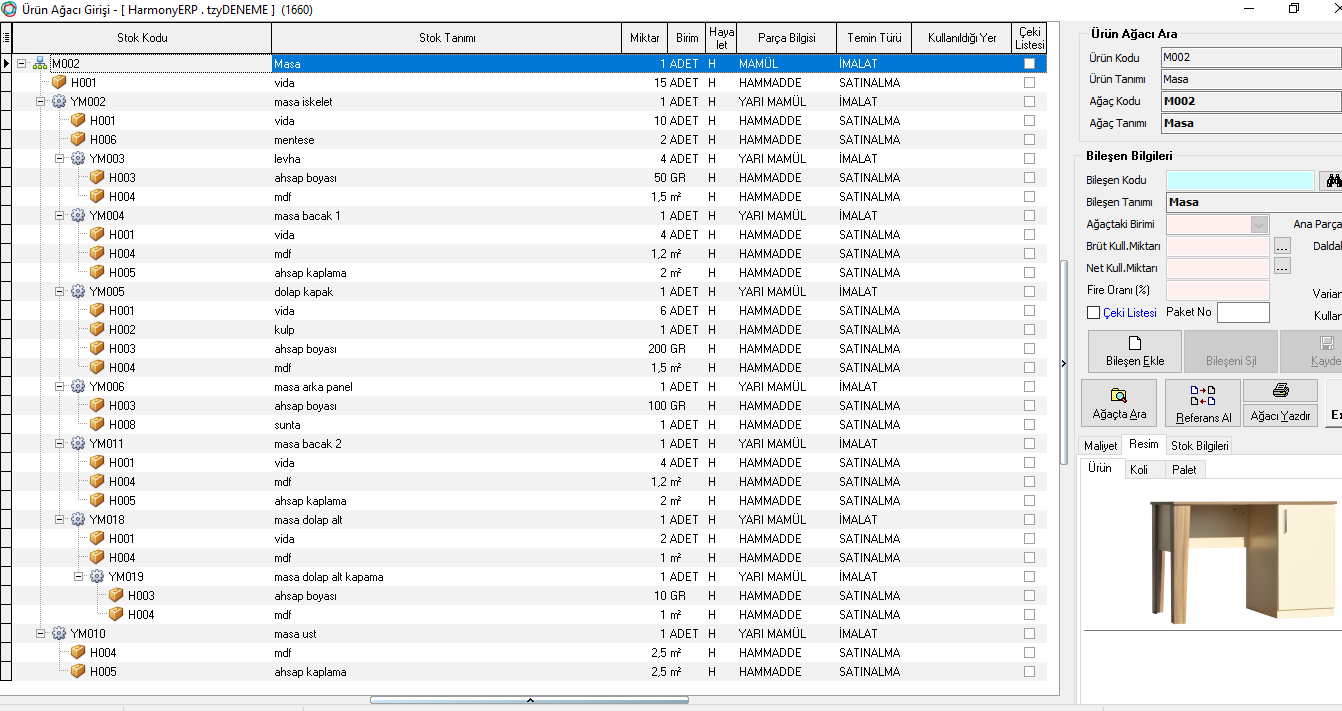 Ürün Ağacı Girişi - [ HarmonyERP . tzyDENEME ] (1660)
Stok Kodu Stok Tanımı Miktar Birim Hayalet Parça Bilgisi Temin Türü Kullanıldığı Yer Çeki Listesi
M002 Masa 1 ADET H MAMÜL İMALAT
H001 vida 15 ADET H HAMMADDE SATINALMA
YM002 masa iskelet 1 ADET H YARI MAMÜL İMALAT
H001 vida 10 ADET H HAMMADDE SATINALMA
H006 mentese 2 ADET H HAMMADDE SATINALMA
YM003 levha 4 ADET H YARI MAMÜL İMALAT
H003 ahsap boyası 50 GR H HAMMADDE SATINALMA
H004 mdf 1,5 m² H HAMMADDE SATINALMA
YM004 masa bacak 1 1 ADET H YARI MAMÜL İMALAT
H001 vida 4 ADET H HAMMADDE SATINALMA
H004 mdf 1,2 m² H HAMMADDE SATINALMA
H005 ahsap kaplama 2 m² H HAMMADDE SATINALMA
YM005 dolap kapak 1 ADET H YARI MAMÜL İMALAT
H001 vida 6 ADET H HAMMADDE SATINALMA
H002 kulp 1 ADET H HAMMADDE SATINALMA
H003 ahsap boyası 200 GR H HAMMADDE SATINALMA
H004 mdf 1,5 m² H HAMMADDE SATINALMA
YM006 masa arka panel 1 ADET H YARI MAMÜL İMALAT
H003 ahsap boyası 100 GR H HAMMADDE SATINALMA
H008 sunta 1 ADET H HAMMADDE SATINALMA
YM011 masa bacak 2 1 ADET H YARI MAMÜL İMALAT
H001 vida 4 ADET H HAMMADDE SATINALMA
H004 mdf 1,2 m² H HAMMADDE SATINALMA
H005 ahsap kaplama 2 m² H HAMMADDE SATINALMA
YM018 masa dolap alt 1 ADET H YARI MAMÜL İMALAT
H001 vida 2 ADET H HAMMADDE SATINALMA
H004 mdf 1 m² H HAMMADDE SATINALMA
YM019 masa dolap alt kapama 1 ADET H YARI MAMÜL İMALAT
H003 ahsap boyası 10 GR H HAMMADDE SATINALMA
H004 mdf 1 m² H HAMMADDE SATINALMA
YM010 masa ust 1 ADET H YARI MAMÜL İMALAT
H004 mdf 2,5 m² H HAMMADDE SATINALMA
H005 ahsap kaplama 2,5 m² H HAMMADDE SATINALMA
Ürün Ağacı Ara
Ürün Kodu M002
Ürün Tanımı Masa
Ağaç Kodu M002
Ağaç Tanımı Masa
Bileşen Bilgileri
Bileşen Kodu
Bileşen Tanımı Masa
Ağaçtaki Birimi Ana Parça
Brüt Kull.Miktarı ... Daldak
Net Kull.Miktarı ...
Fire Oranı (%) Varian
Çeki Listesi Paket No Kullan
Bileşen Ekle Bileşeni Sil Kayde
Ağaçta Ara Referans Al Ağacı Yazdır Ex
Maliyet Resim Stok Bilgileri
Ürün Koli Palet